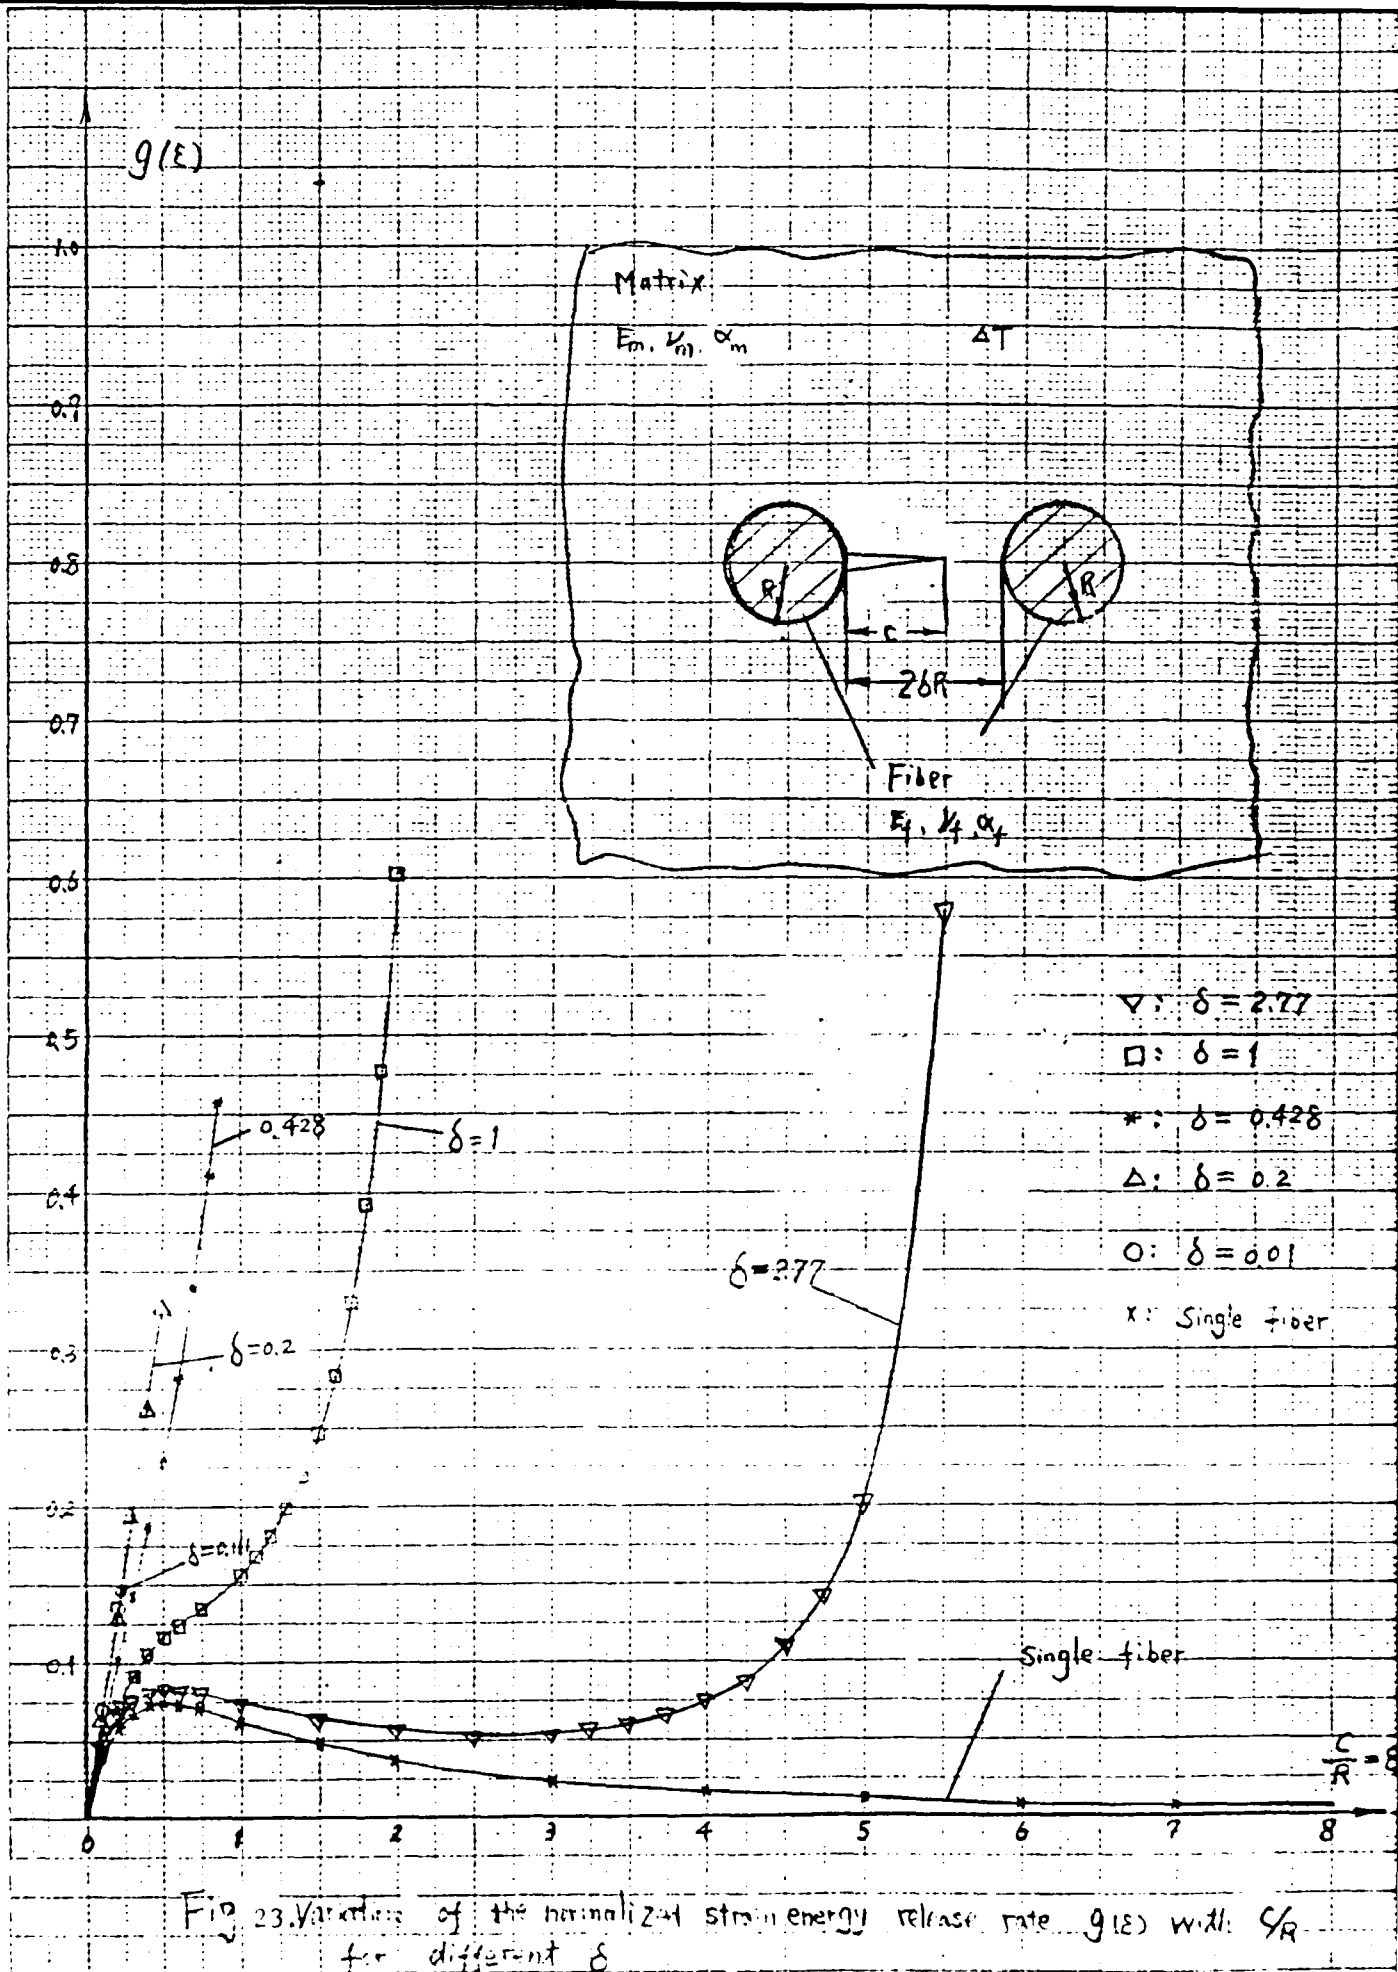 g(ε)
1.0
Matrix
Em, νm, αm
ΔT
0.9
0.8
R
R
c
2δR
0.7
Fiber
Ef, νf, αf
0.6
▽: δ = 2.77
□: δ = 1
*: δ = 0.428
△: δ = 0.2
O: δ = 0.01
x: Single fiber
0.5
0.428
δ=1
0.4
δ=2.77
0.3
δ=0.2
0.2
δ=0.111
0.1
Single fiber
c/R = ε
0 1 2 3 4 5 6 7 8
Fig 23. Variation of the normalized strain energy release rate g(ε) with c/R
for different δ